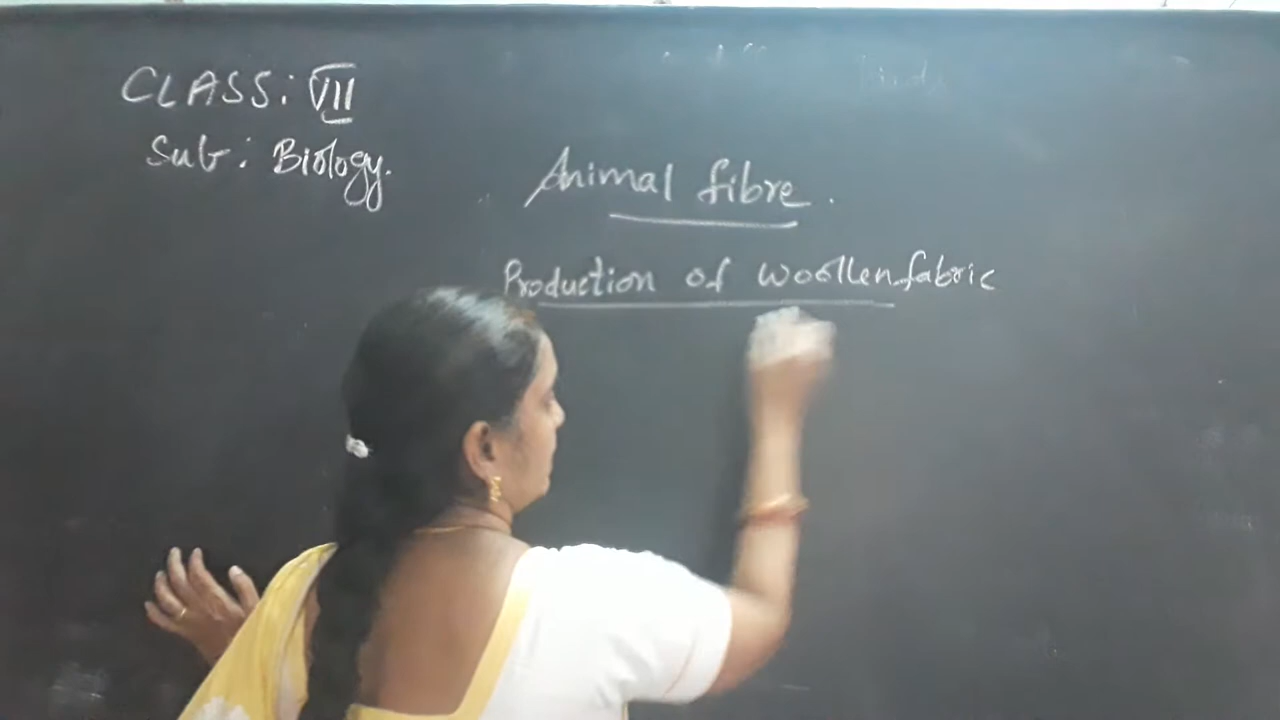 CLASS: VII
Sub: Biology.
Animal fibre.
Production of woollen fabric